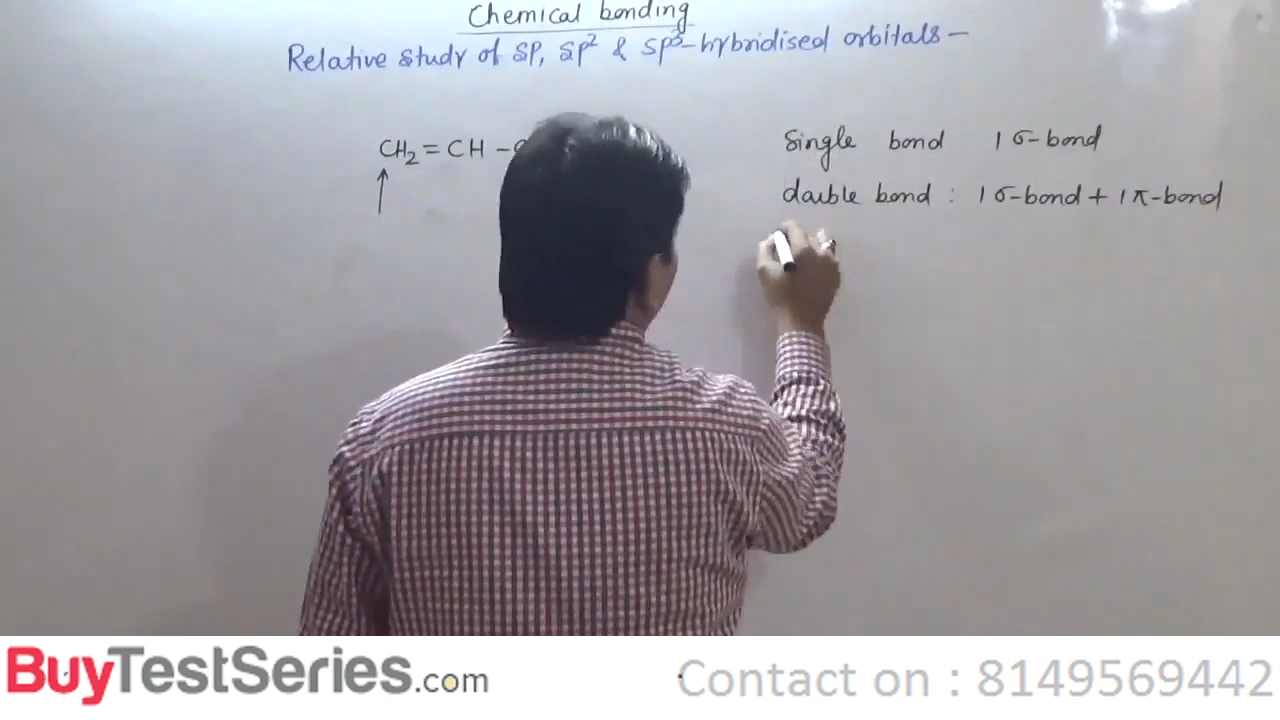 Chemical bonding
Relative study of SP, SP² & SP³-hybridised orbitals —
CH₂ = CH -
Single bond 1 σ-bond
double bond : 1 σ-bond + 1 π-bond
BuyTestSeries.com
Contact on : 8149569442